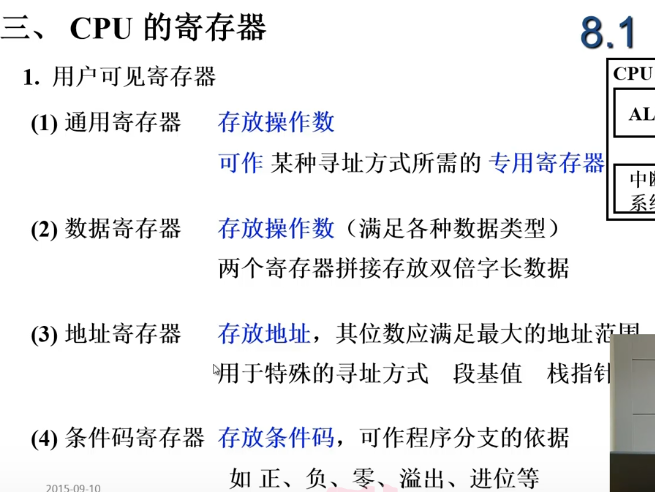 三、 CPU 的寄存器
8.1
1. 用户可见寄存器
CPU
(1) 通用寄存器 存放操作数
AL
可作 某种寻址方式所需的 专用寄存器
中断
系统
(2) 数据寄存器 存放操作数（满足各种数据类型）
两个寄存器拼接存放双倍字长数据
(3) 地址寄存器 存放地址，其位数应满足最大的地址范围
用于特殊的寻址方式 段基值 栈指针
(4) 条件码寄存器 存放条件码，可作程序分支的依据
如 正、负、零、溢出、进位等
2015-09-10